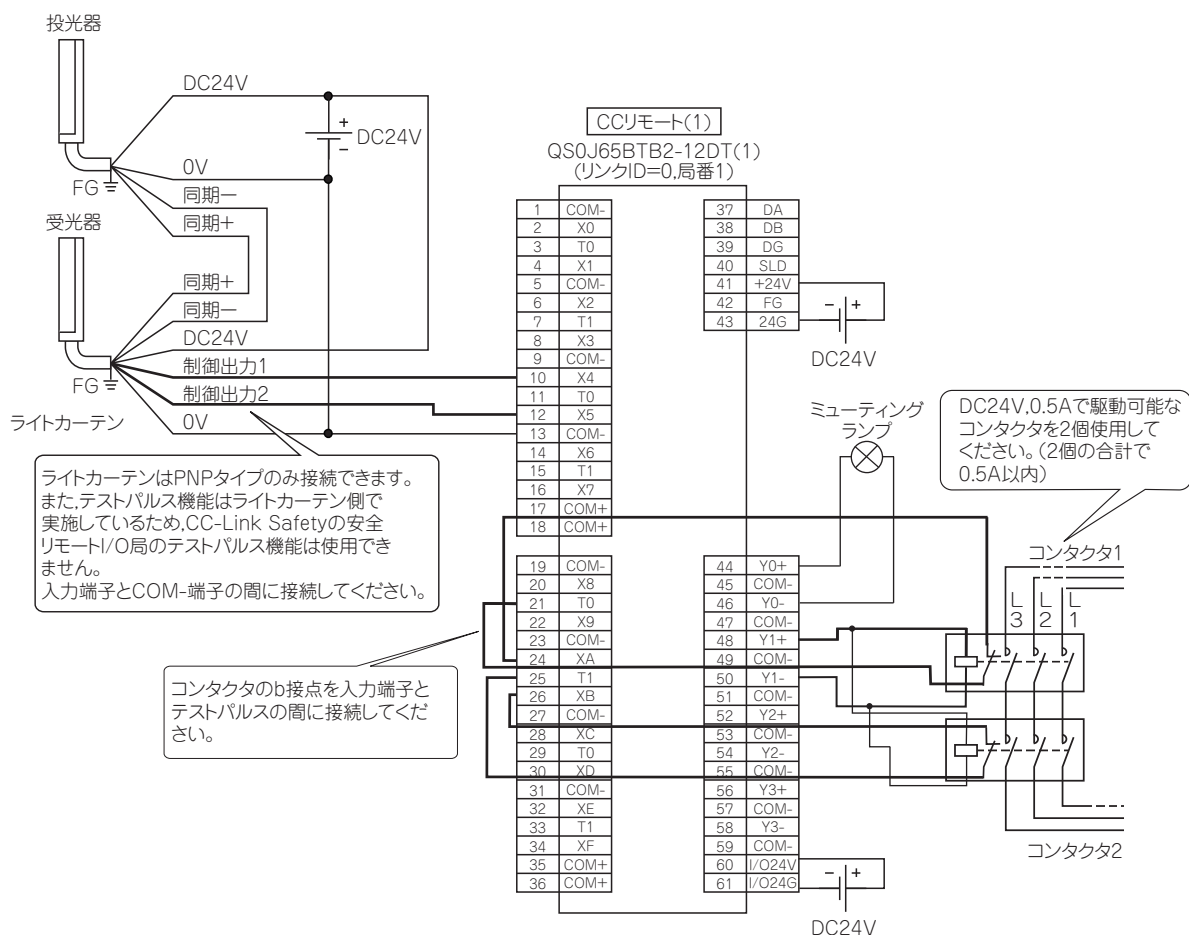 投光器
DC24V
+
DC24V
−
0V
FG
同期−
同期+
受光器
同期+
同期−
DC24V
制御出力1
FG
制御出力2
ライトカーテン
0V
ライトカーテンはPNPタイプのみ接続できます。
また,テストパルス機能はライトカーテン側で
実施しているため,CC-Link Safetyの安全
リモートI/O局のテストパルス機能は使用でき
ません。
入力端子とCOM-端子の間に接続してください。
コンタクタのb接点を入力端子と
テストパルスの間に接続してくだ
さい。
CCリモート(1)
QS0J65BTB2-12DT(1)
(リンクID=0,局番1)
1 COM-
2 X0
3 T0
4 X1
5 COM-
6 X2
7 T1
8 X3
9 COM-
10 X4
11 T0
12 X5
13 COM-
14 X6
15 T1
16 X7
17 COM+
18 COM+
19 COM-
20 X8
21 T0
22 X9
23 COM-
24 XA
25 T1
26 XB
27 COM-
28 XC
29 T0
30 XD
31 COM-
32 XE
33 T1
34 XF
35 COM+
36 COM+
37 DA
38 DB
39 DG
40 SLD
41 +24V
42 FG
43 24G
− +
DC24V
44 Y0+
45 COM-
46 Y0-
47 COM-
48 Y1+
49 COM-
50 Y1-
51 COM-
52 Y2+
53 COM-
54 Y2-
55 COM-
56 Y3+
57 COM-
58 Y3-
59 COM-
60 I/O24V
61 I/O24G
− +
DC24V
ミューティング
ランプ
DC24V,0.5Aで駆動可能な
コンタクタを2個使用して
ください。(2個の合計で
0.5A以内)
コンタクタ1
L3 L2 L1
コンタクタ2